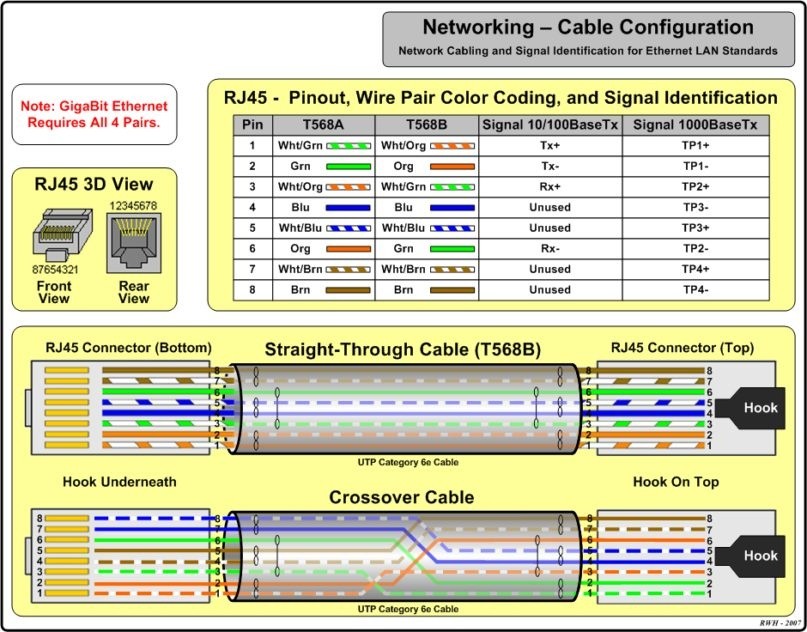 Networking – Cable Configuration
Network Cabling and Signal Identification for Ethernet LAN Standards
Note: GigaBit Ethernet
Requires All 4 Pairs.
RJ45 - Pinout, Wire Pair Color Coding, and Signal Identification
Pin T568A T568B Signal 10/100BaseTx Signal 1000BaseTx
1 Wht/Grn Wht/Org Tx+ TP1+
2 Grn Org Tx- TP1-
3 Wht/Org Wht/Grn Rx+ TP2+
4 Blu Blu Unused TP3-
5 Wht/Blu Wht/Blu Unused TP3+
6 Org Grn Rx- TP2-
7 Wht/Brn Wht/Brn Unused TP4+
8 Brn Brn Unused TP4-
RJ45 3D View
12345678
87654321
Front
View
Rear
View
RJ45 Connector (Bottom) Straight-Through Cable (T568B) RJ45 Connector (Top)
8 8 8
7 7 7
6 6 6
5 5 5
4 4 4
3 3 3
2 2 2
1 1 1
Hook
UTP Category 6e Cable
Hook Underneath Hook On Top
Crossover Cable
8 8 8 8
7 7 7 7
6 6 6 6
5 5 5 5
4 4 4 4
3 3 3 3
2 2 2 2
1 1 1 1
Hook
UTP Category 6e Cable
RWH - 2007